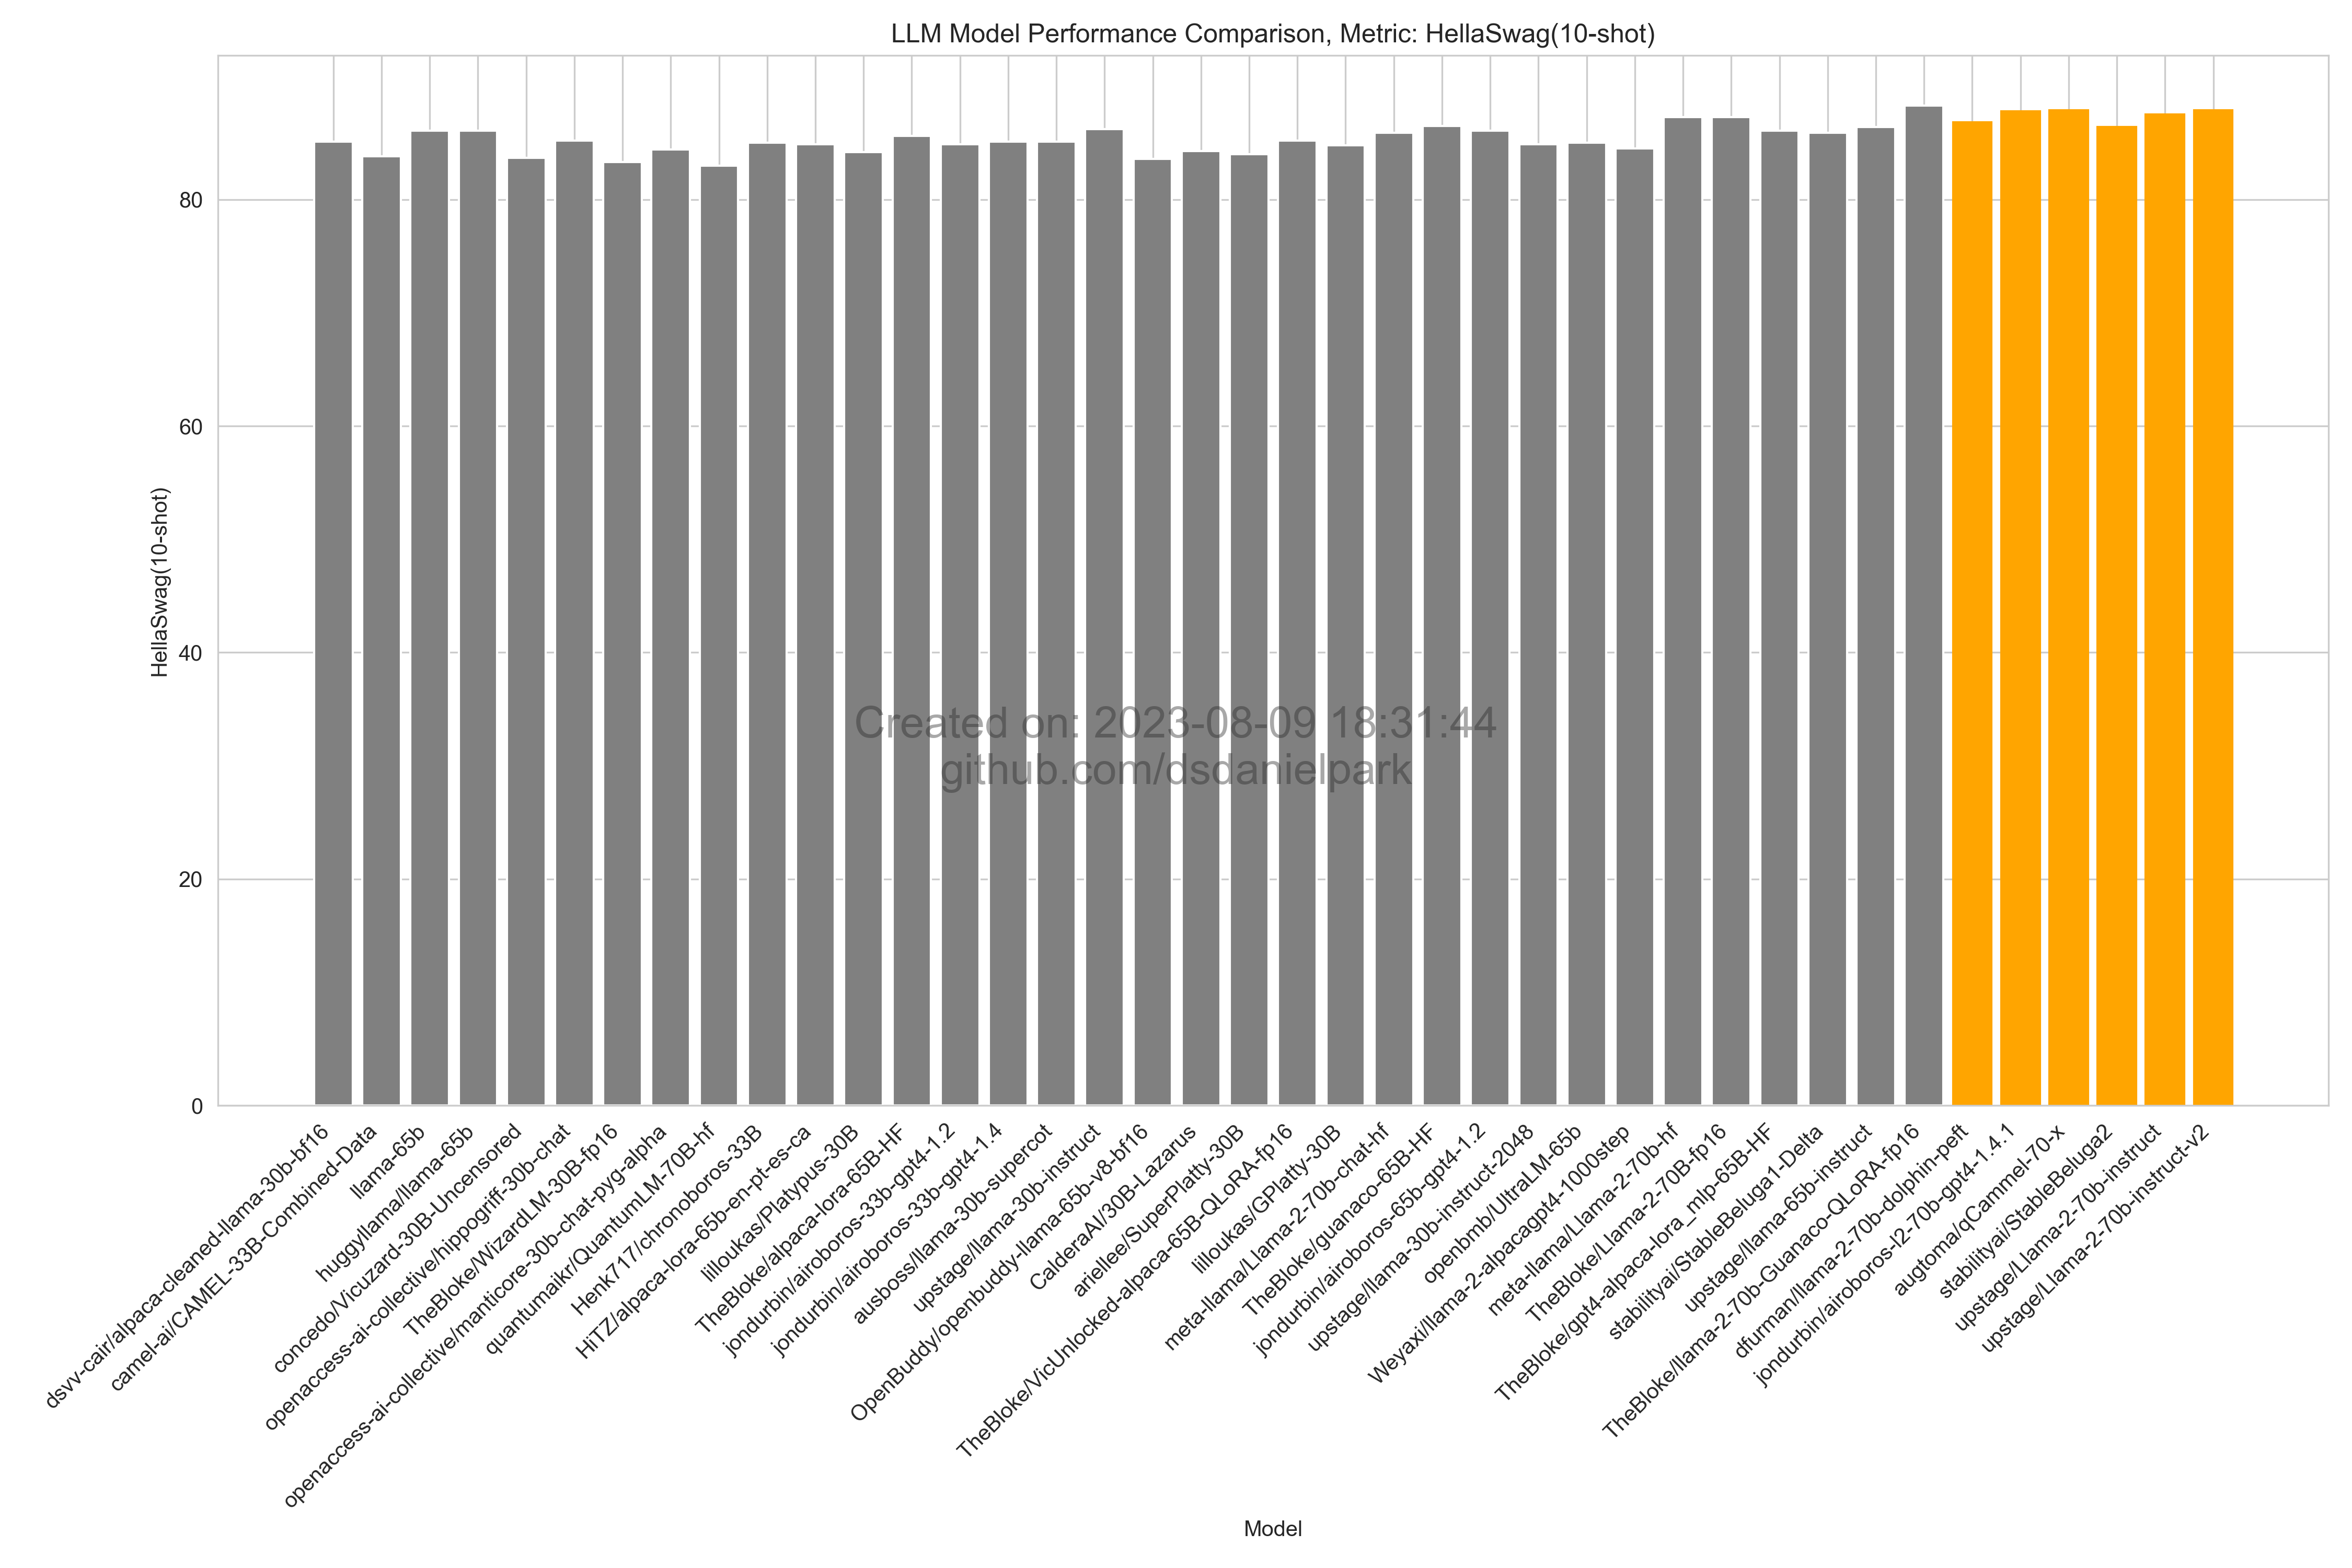 LLM Model Performance Comparison, Metric: HellaSwag(10-shot)
HellaSwag(10-shot)
80
60
40
20
0
Created on: 2023-08-09 18:31:44
github.com/dsdanielpark
dsvv-cair/alpaca-cleaned-llama-30b-bf16
camel-ai/CAMEL-33B-Combined-Data
llama-65b
huggyllama/llama-65b
concedo/Vicuzard-30B-Uncensored
openaccess-ai-collective/hippogriff-30b-chat
TheBloke/WizardLM-30B-fp16
openaccess-ai-collective/manticore-30b-chat-pyg-alpha
quantumaikr/QuantumLM-70B-hf
Henk717/chronoboros-33B
HiTZ/alpaca-lora-65b-en-pt-es-ca
lilloukas/Platypus-30B
TheBloke/alpaca-lora-65B-HF
jondurbin/airoboros-33b-gpt4-1.2
jondurbin/airoboros-33b-gpt4-1.4
ausboss/llama-30b-supercot
upstage/llama-30b-instruct
OpenBuddy/openbuddy-llama-65b-v8-bf16
CalderaAI/30B-Lazarus
ariellee/SuperPlatty-30B
TheBloke/VicUnlocked-alpaca-65B-QLoRA-fp16
lilloukas/GPlatty-30B
meta-llama/Llama-2-70b-chat-hf
TheBloke/guanaco-65B-HF
jondurbin/airoboros-65b-gpt4-1.2
upstage/llama-30b-instruct-2048
openbmb/UltraLM-65b
Weyaxi/llama-2-alpacagpt4-1000step
meta-llama/Llama-2-70b-hf
TheBloke/Llama-2-70B-fp16
TheBloke/gpt4-alpaca-lora_mlp-65B-HF
stabilityai/StableBeluga1-Delta
upstage/llama-65b-instruct
TheBloke/llama-2-70b-Guanaco-QLoRA-fp16
dfurman/llama-2-70b-dolphin-peft
jondurbin/airoboros-l2-70b-gpt4-1.4.1
augtoma/qCammel-70-x
stabilityai/StableBeluga2
upstage/Llama-2-70b-instruct
upstage/Llama-2-70b-instruct-v2
Model